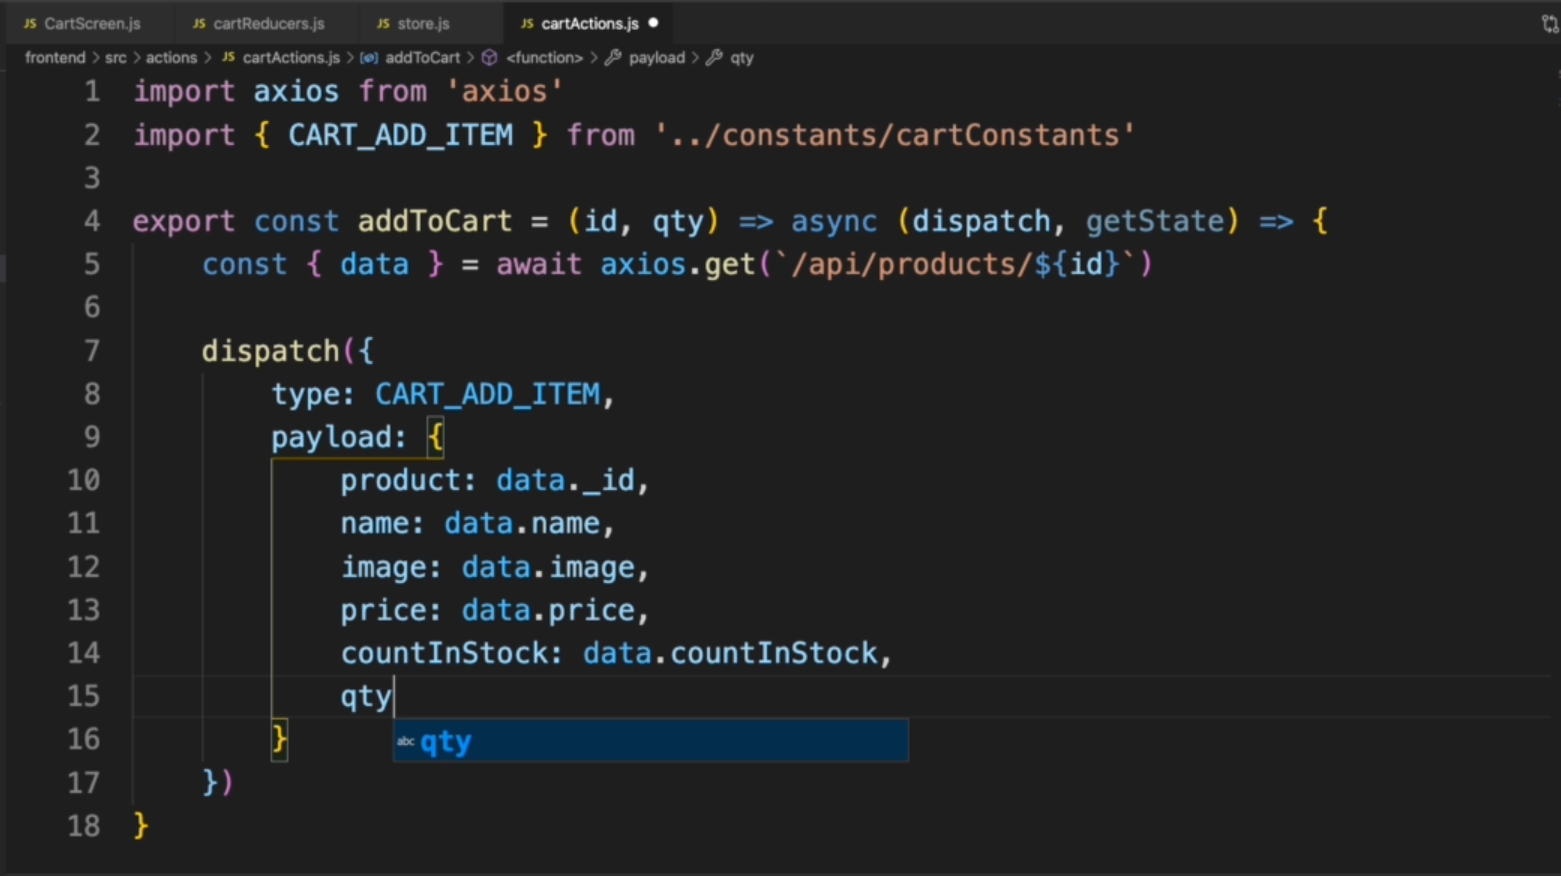 JS CartScreen.js JS cartReducers.js JS store.js JS cartActions.js
frontend > src > actions > JS cartActions.js > addToCart > <function> > payload > qty
1 import axios from 'axios'
2 import { CART_ADD_ITEM } from '../constants/cartConstants'
3
4 export const addToCart = (id, qty) => async (dispatch, getState) => {
5     const { data } = await axios.get(`/api/products/${id}`)
6
7     dispatch({
8         type: CART_ADD_ITEM,
9         payload: {
10             product: data._id,
11             name: data.name,
12             image: data.image,
13             price: data.price,
14             countInStock: data.countInStock,
15             qty
16         } abc qty
17     })
18 }